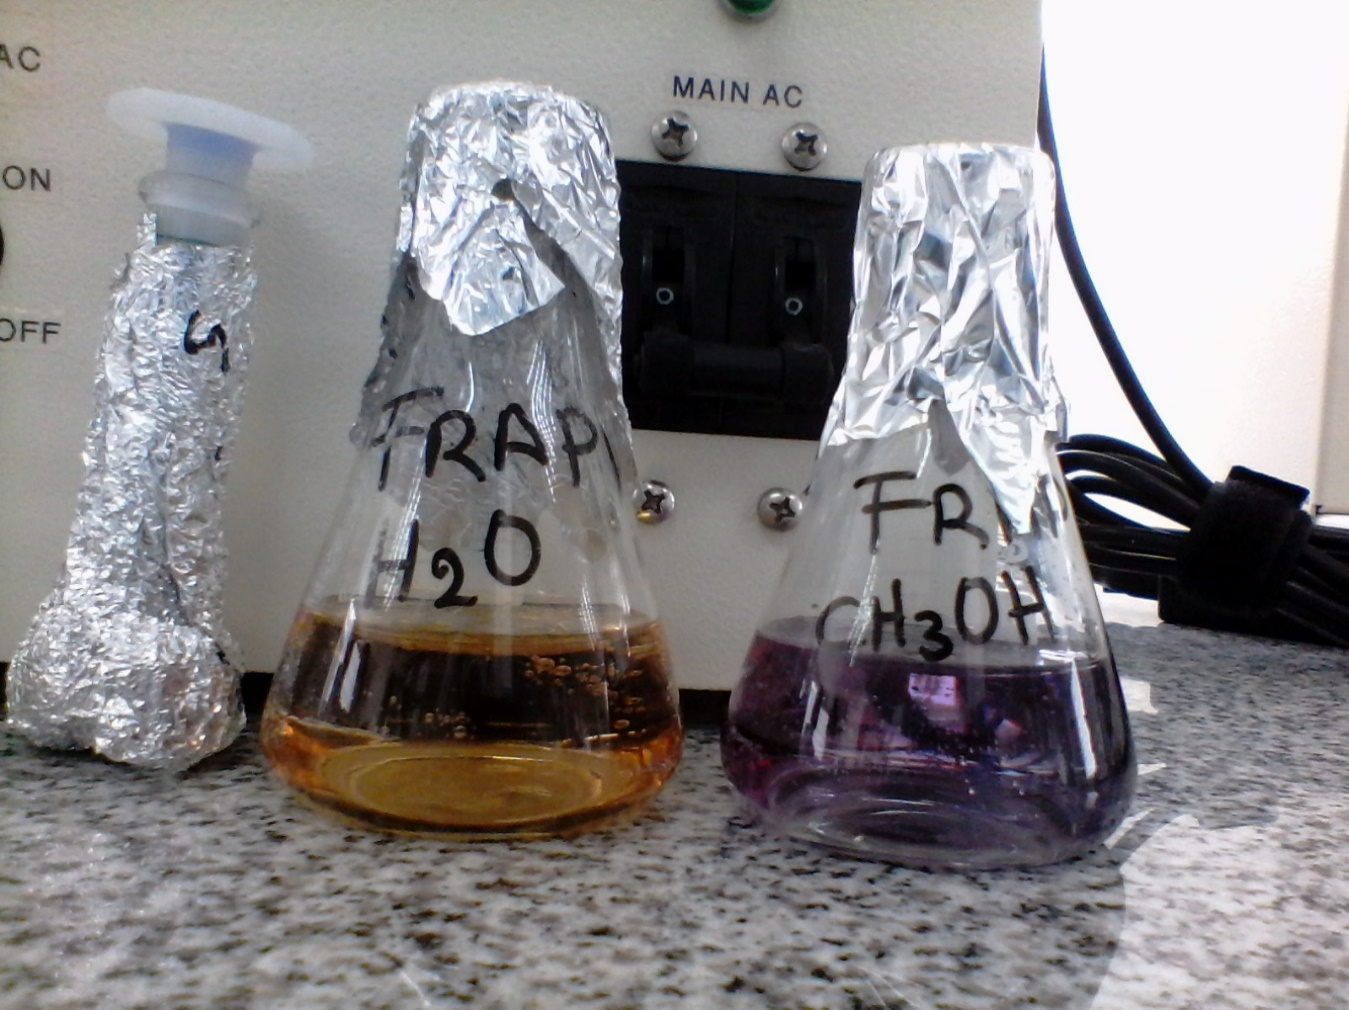 AC
ON
OFF
MAIN AC
FRAP
H₂O
FR
CH₃OH